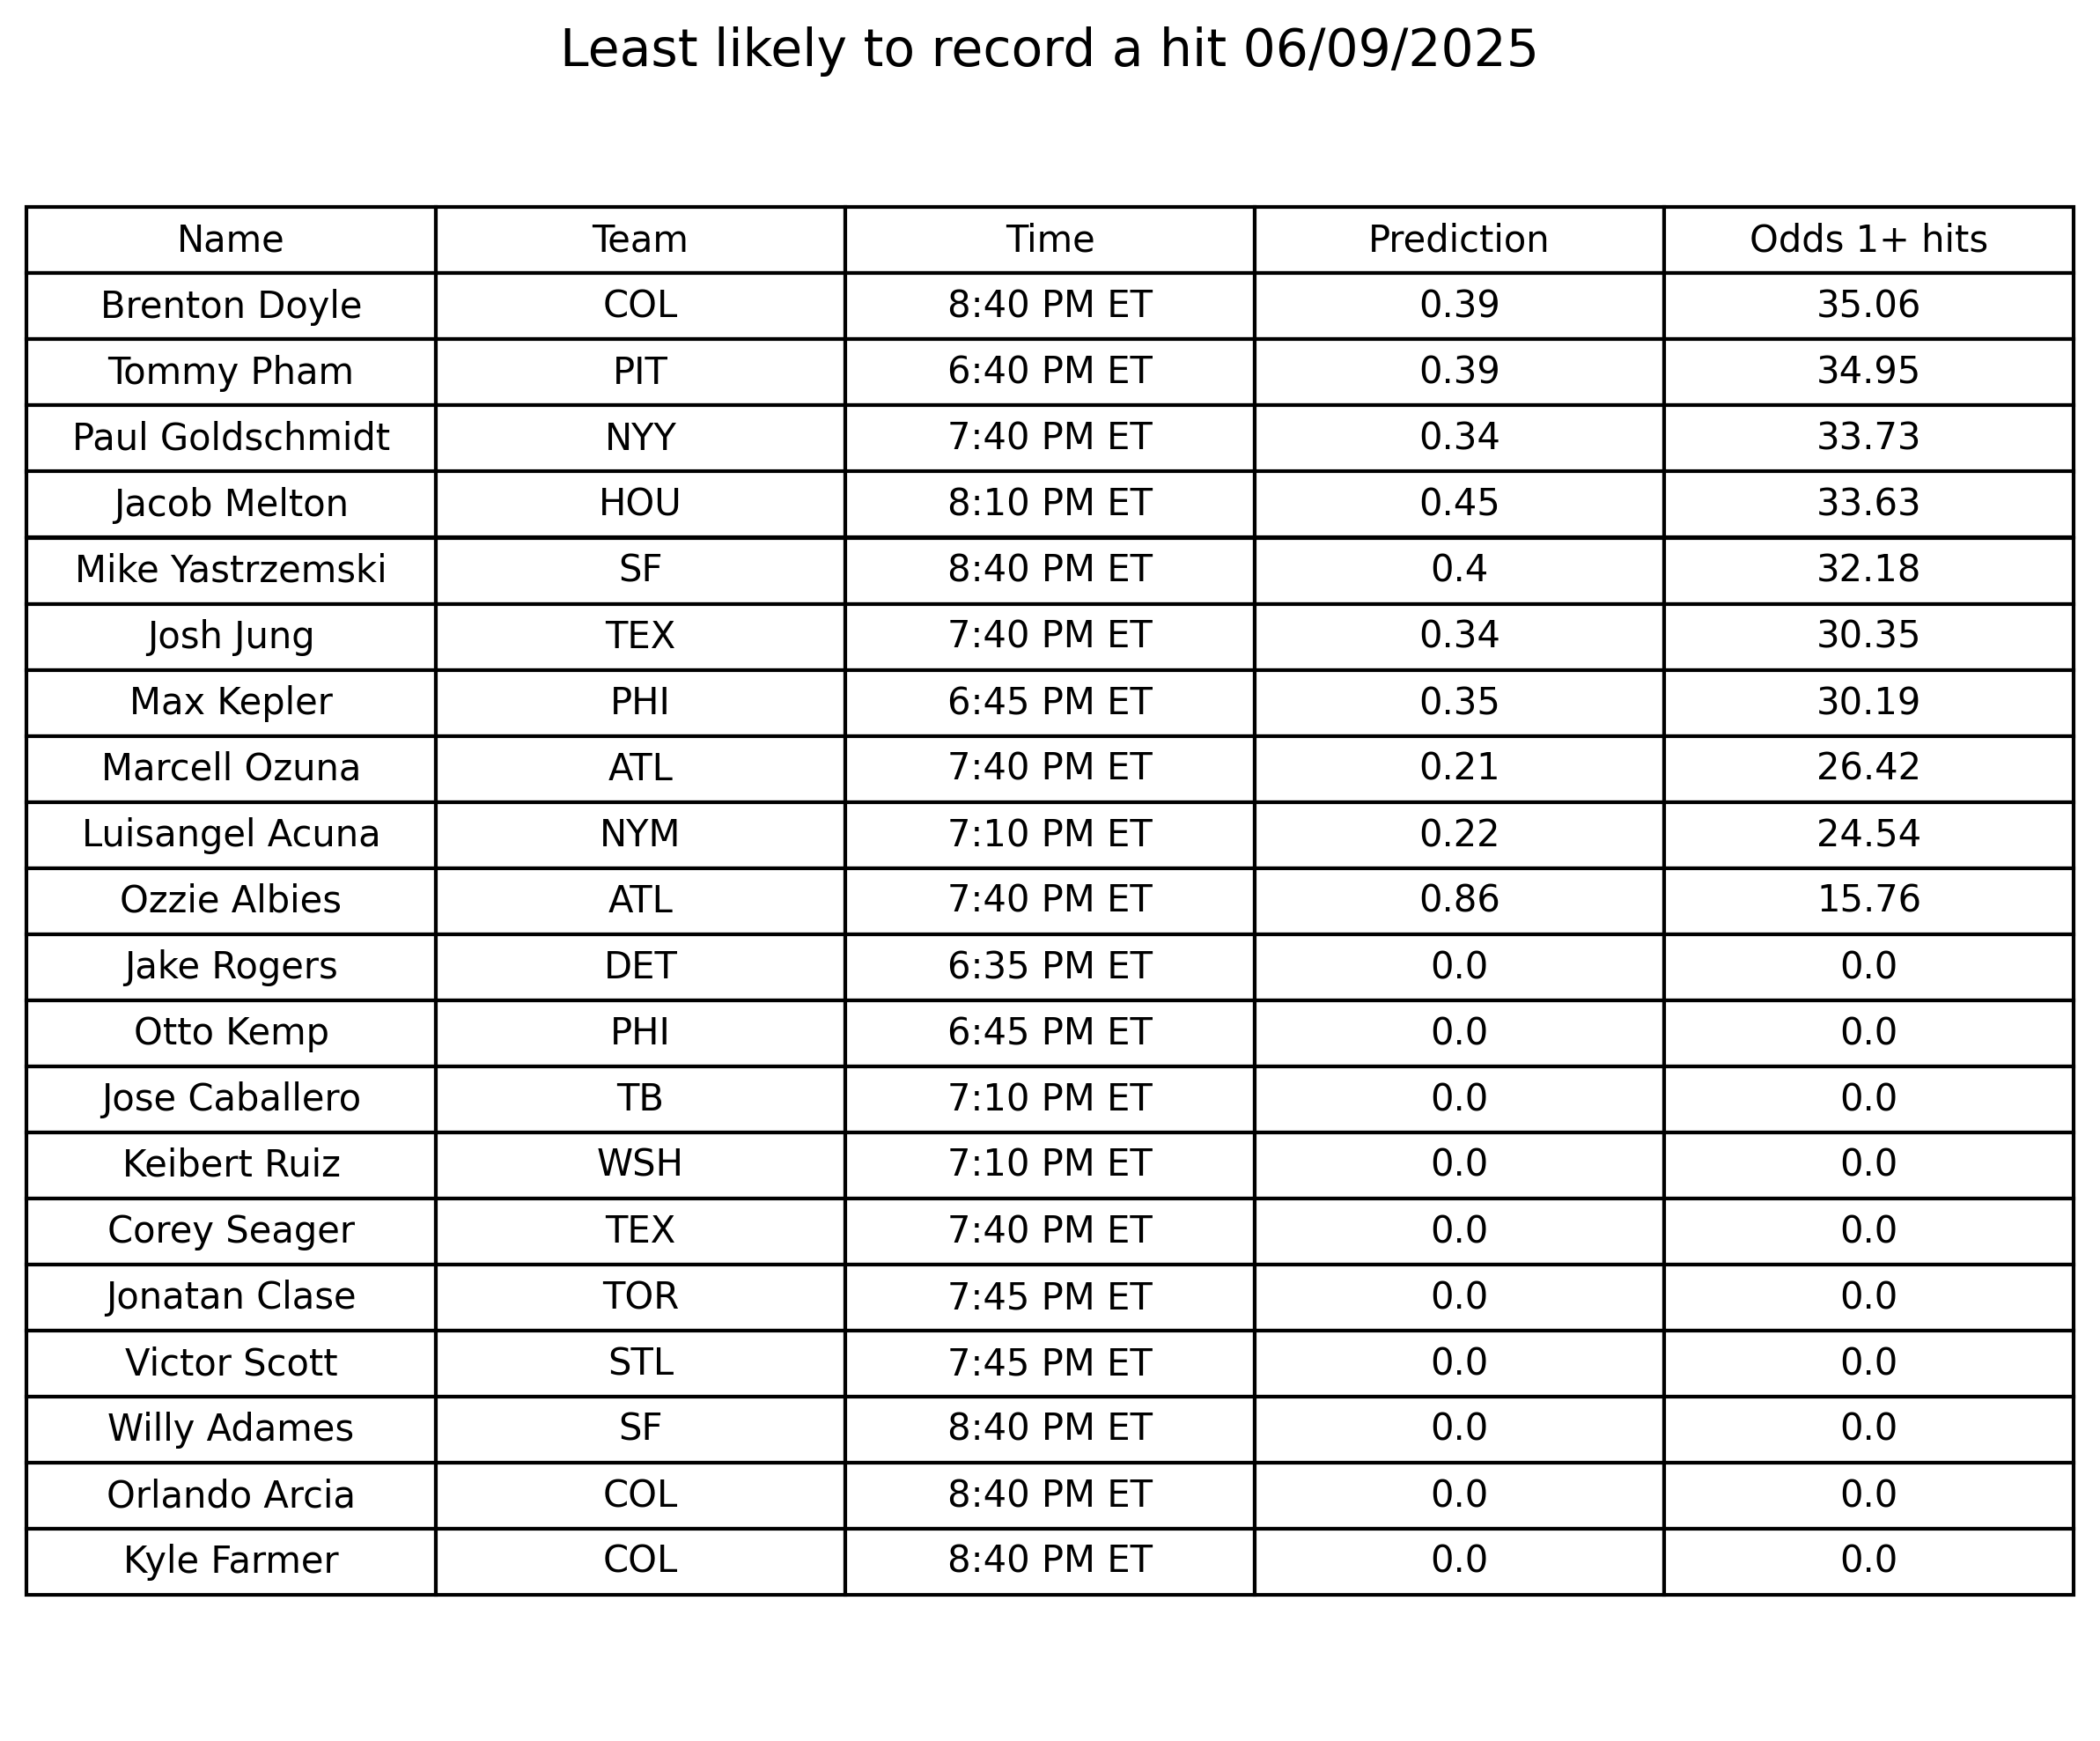 Least likely to record a hit 06/09/2025
Name Team Time Prediction Odds 1+ hits
Brenton Doyle COL 8:40 PM ET 0.39 35.06
Tommy Pham PIT 6:40 PM ET 0.39 34.95
Paul Goldschmidt NYY 7:40 PM ET 0.34 33.73
Jacob Melton HOU 8:10 PM ET 0.45 33.63
Mike Yastrzemski SF 8:40 PM ET 0.4 32.18
Josh Jung TEX 7:40 PM ET 0.34 30.35
Max Kepler PHI 6:45 PM ET 0.35 30.19
Marcell Ozuna ATL 7:40 PM ET 0.21 26.42
Luisangel Acuna NYM 7:10 PM ET 0.22 24.54
Ozzie Albies ATL 7:40 PM ET 0.86 15.76
Jake Rogers DET 6:35 PM ET 0.0 0.0
Otto Kemp PHI 6:45 PM ET 0.0 0.0
Jose Caballero TB 7:10 PM ET 0.0 0.0
Keibert Ruiz WSH 7:10 PM ET 0.0 0.0
Corey Seager TEX 7:40 PM ET 0.0 0.0
Jonatan Clase TOR 7:45 PM ET 0.0 0.0
Victor Scott STL 7:45 PM ET 0.0 0.0
Willy Adames SF 8:40 PM ET 0.0 0.0
Orlando Arcia COL 8:40 PM ET 0.0 0.0
Kyle Farmer COL 8:40 PM ET 0.0 0.0